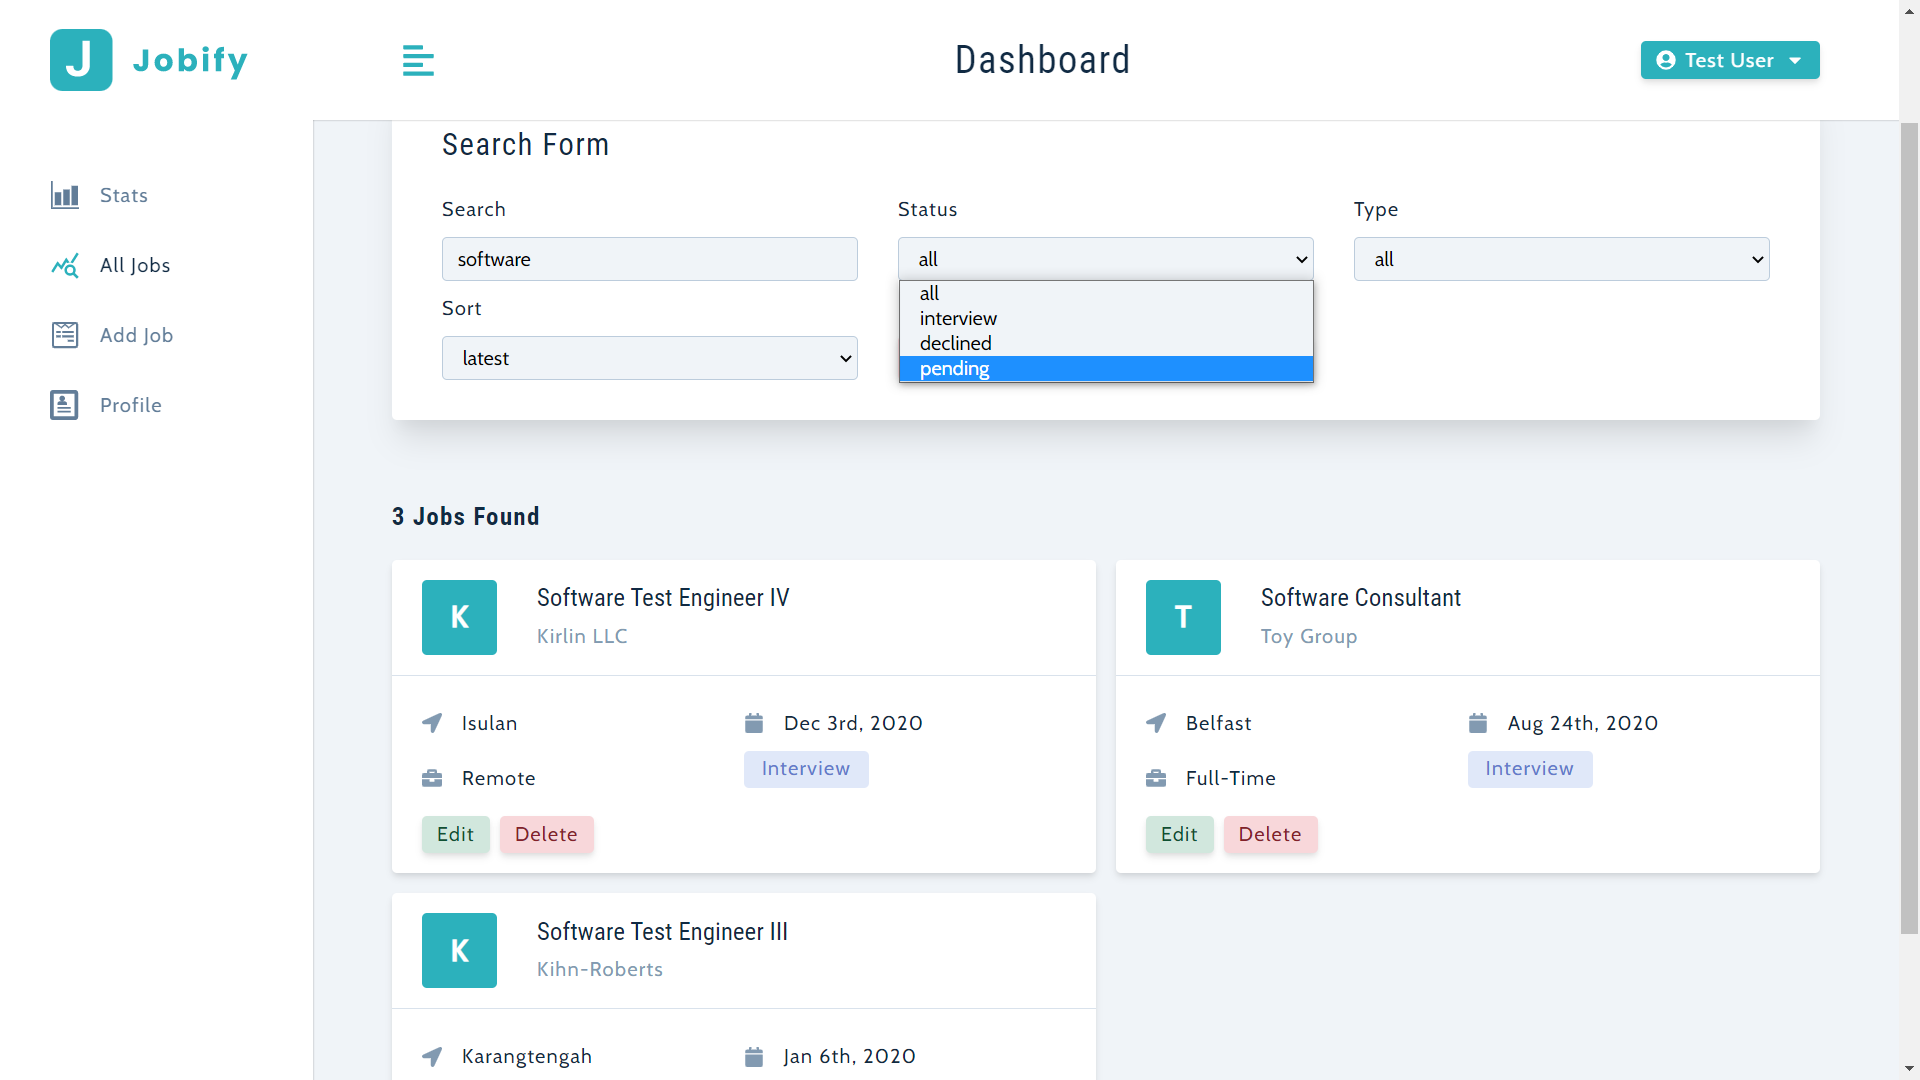 J Jobify
Dashboard
Test User
Stats
All Jobs
Add Job
Profile
Search Form
Search
software
Status
all
all
interview
declined
pending
Type
all
Sort
latest
3 Jobs Found
K
Software Test Engineer IV
Kirlin LLC
Isulan
Dec 3rd, 2020
Remote
Interview
Edit
Delete
T
Software Consultant
Toy Group
Belfast
Aug 24th, 2020
Full-Time
Interview
Edit
Delete
K
Software Test Engineer III
Kihn-Roberts
Karangtengah
Jan 6th, 2020